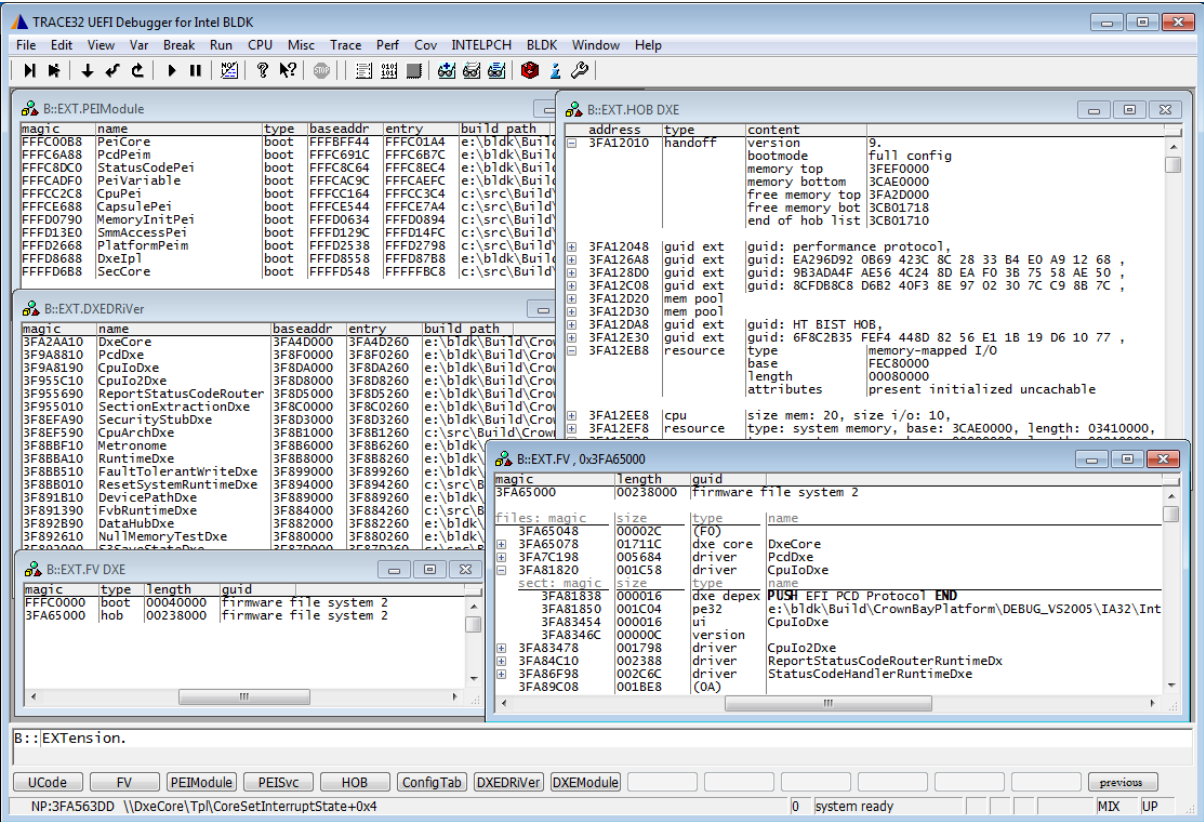 TRACE32 UEFI Debugger for Intel BLDK
File Edit View Var Break Run CPU Misc Trace Perf Cov INTELPCH BLDK Window Help
B::EXT.PEIModule
magic name type baseaddr entry build path
FFFC00B8 PeiCore boot FFFBFF44 FFFC01A4 e:\bldk\Build
FFFC6A88 PcdPeim boot FFFC691C FFFC6B7C e:\bldk\Build
FFFC8DC0 StatusCodePei boot FFFC8C64 FFFC8EC4 e:\bldk\Build
FFFCADF0 PeiVariable boot FFFCAC9C FFFCAEFC e:\bldk\Build
FFFCC2C8 CpuPei boot FFFCC164 FFFCC3C4 c:\src\Build\
FFFCE688 CapsulePei boot FFFCE544 FFFCE7A4 c:\src\Build\
FFFD0790 MemoryInitPei boot FFFD0634 FFFD0894 c:\src\Build\
FFFD13E0 SmmAccessPei boot FFFD129C FFFD14FC c:\src\Build\
FFFD2668 PlatformPeim boot FFFD2538 FFFD2798 c:\src\Build\
FFFD8688 DxeIpl boot FFFD8558 FFFD87B8 e:\bldk\Build
FFFFD6B8 SecCore boot FFFFD548 FFFFFBC8 c:\src\Build\
B::EXT.HOB DXE
address type content
3FA12010 handoff version 9.
bootmode full config
memory top 3FEF0000
memory bottom 3CAE0000
free memory top 3FA2D000
free memory bot 3CB01718
end of hob list 3CB01710
3FA12048 guid ext guid: performance protocol,
3FA126A8 guid ext guid: EA296D92 0B69 423C 8C 28 33 B4 E0 A9 12 68 ,
3FA128D0 guid ext guid: 9B3ADA4F AE56 4C24 8D EA F0 3B 75 58 AE 50 ,
3FA12C08 guid ext guid: 8CFDB8C8 D6B2 40F3 8E 97 02 30 7C C9 8B 7C ,
3FA12D20 mem pool
3FA12D30 mem pool
3FA12DA8 guid ext guid: HT BIST HOB,
3FA12E30 guid ext guid: 6F8C2B35 FEF4 448D 82 56 E1 1B 19 D6 10 77 ,
3FA12EB8 resource type memory-mapped I/O
base FEC80000
length 00080000
attributes present initialized uncachable
3FA12EE8 cpu size mem: 20, size i/o: 10,
3FA12EF8 resource type: system memory, base: 3CAE0000, length: 03410000,
B::EXT.DXEDRiVer
magic name baseaddr entry build path
3FA2AA10 DxeCore 3FA4D000 3FA4D260 e:\bldk\Build\Crow
3F9A8810 PcdDxe 3F8F0000 3F8F0260 e:\bldk\Build\Crow
3F9A8190 CpuIoDxe 3F8DA000 3F8DA260 e:\bldk\Build\Crow
3F955C10 CpuIo2Dxe 3F8D8000 3F8D8260 e:\bldk\Build\Crow
3F955690 ReportStatusCodeRouter 3F8D5000 3F8D5260 e:\bldk\Build\Crow
3F955010 SectionExtractionDxe 3F8C0000 3F8C0260 e:\bldk\Build\Crow
3F8EFA90 SecurityStubDxe 3F8D3000 3F8D3260 e:\bldk\Build\Crow
3F8EF590 CpuArchDxe 3F8B1000 3F8B1260 c:\src\Build\Crown
3F8BBF10 Metronome 3F8B6000 3F8B6260 e:\bldk\
3F8BBA10 RuntimeDxe 3F8B8000 3F8B8260 e:\bldk\
3F8BB510 FaultTolerantWriteDxe 3F899000 3F899260 e:\bldk\
3F8BB010 ResetSystemRuntimeDxe 3F894000 3F894260 c:\src\B
3F891B10 DevicePathDxe 3F889000 3F889260 e:\bldk\
3F891390 FvbRuntimeDxe 3F884000 3F884260 c:\src\B
3F892B90 DataHubDxe 3F882000 3F882260 e:\bldk\
3F892610 NullMemoryTestDxe 3F880000 3F880260 e:\bldk\
B::EXT.FV , 0x3FA65000
magic length guid
3FA65000 00238000 firmware file system 2
files: magic size type name
3FA65048 00002C (F0)
3FA65078 01711C dxe core DxeCore
3FA7C198 005684 driver PcdDxe
3FA81820 001C58 driver CpuIoDxe
sect: magic size type name
3FA81838 000016 dxe depex PUSH EFI PCD Protocol END
3FA81850 001C04 pe32 e:\bldk\Build\CrownBayPlatform\DEBUG_VS2005\IA32\Int
3FA83454 000016 ui CpuIoDxe
3FA8346C 00000C version
3FA83478 001798 driver CpuIo2Dxe
3FA84C10 002388 driver ReportStatusCodeRouterRuntimeDx
3FA86F98 002C6C driver StatusCodeHandlerRuntimeDxe
3FA89C08 001BE8 (0A)
B::EXT.FV DXE
magic type length guid
FFFC0000 boot 00040000 firmware file system 2
3FA65000 hob 00238000 firmware file system 2
B::EXTension.
UCode FV PEIModule PEISvc HOB ConfigTab DXEDRiVer DXEModule previous
NP:3FA563DD \\DxeCore\Tpl\CoreSetInterruptState+0x4 0 system ready MIX UP